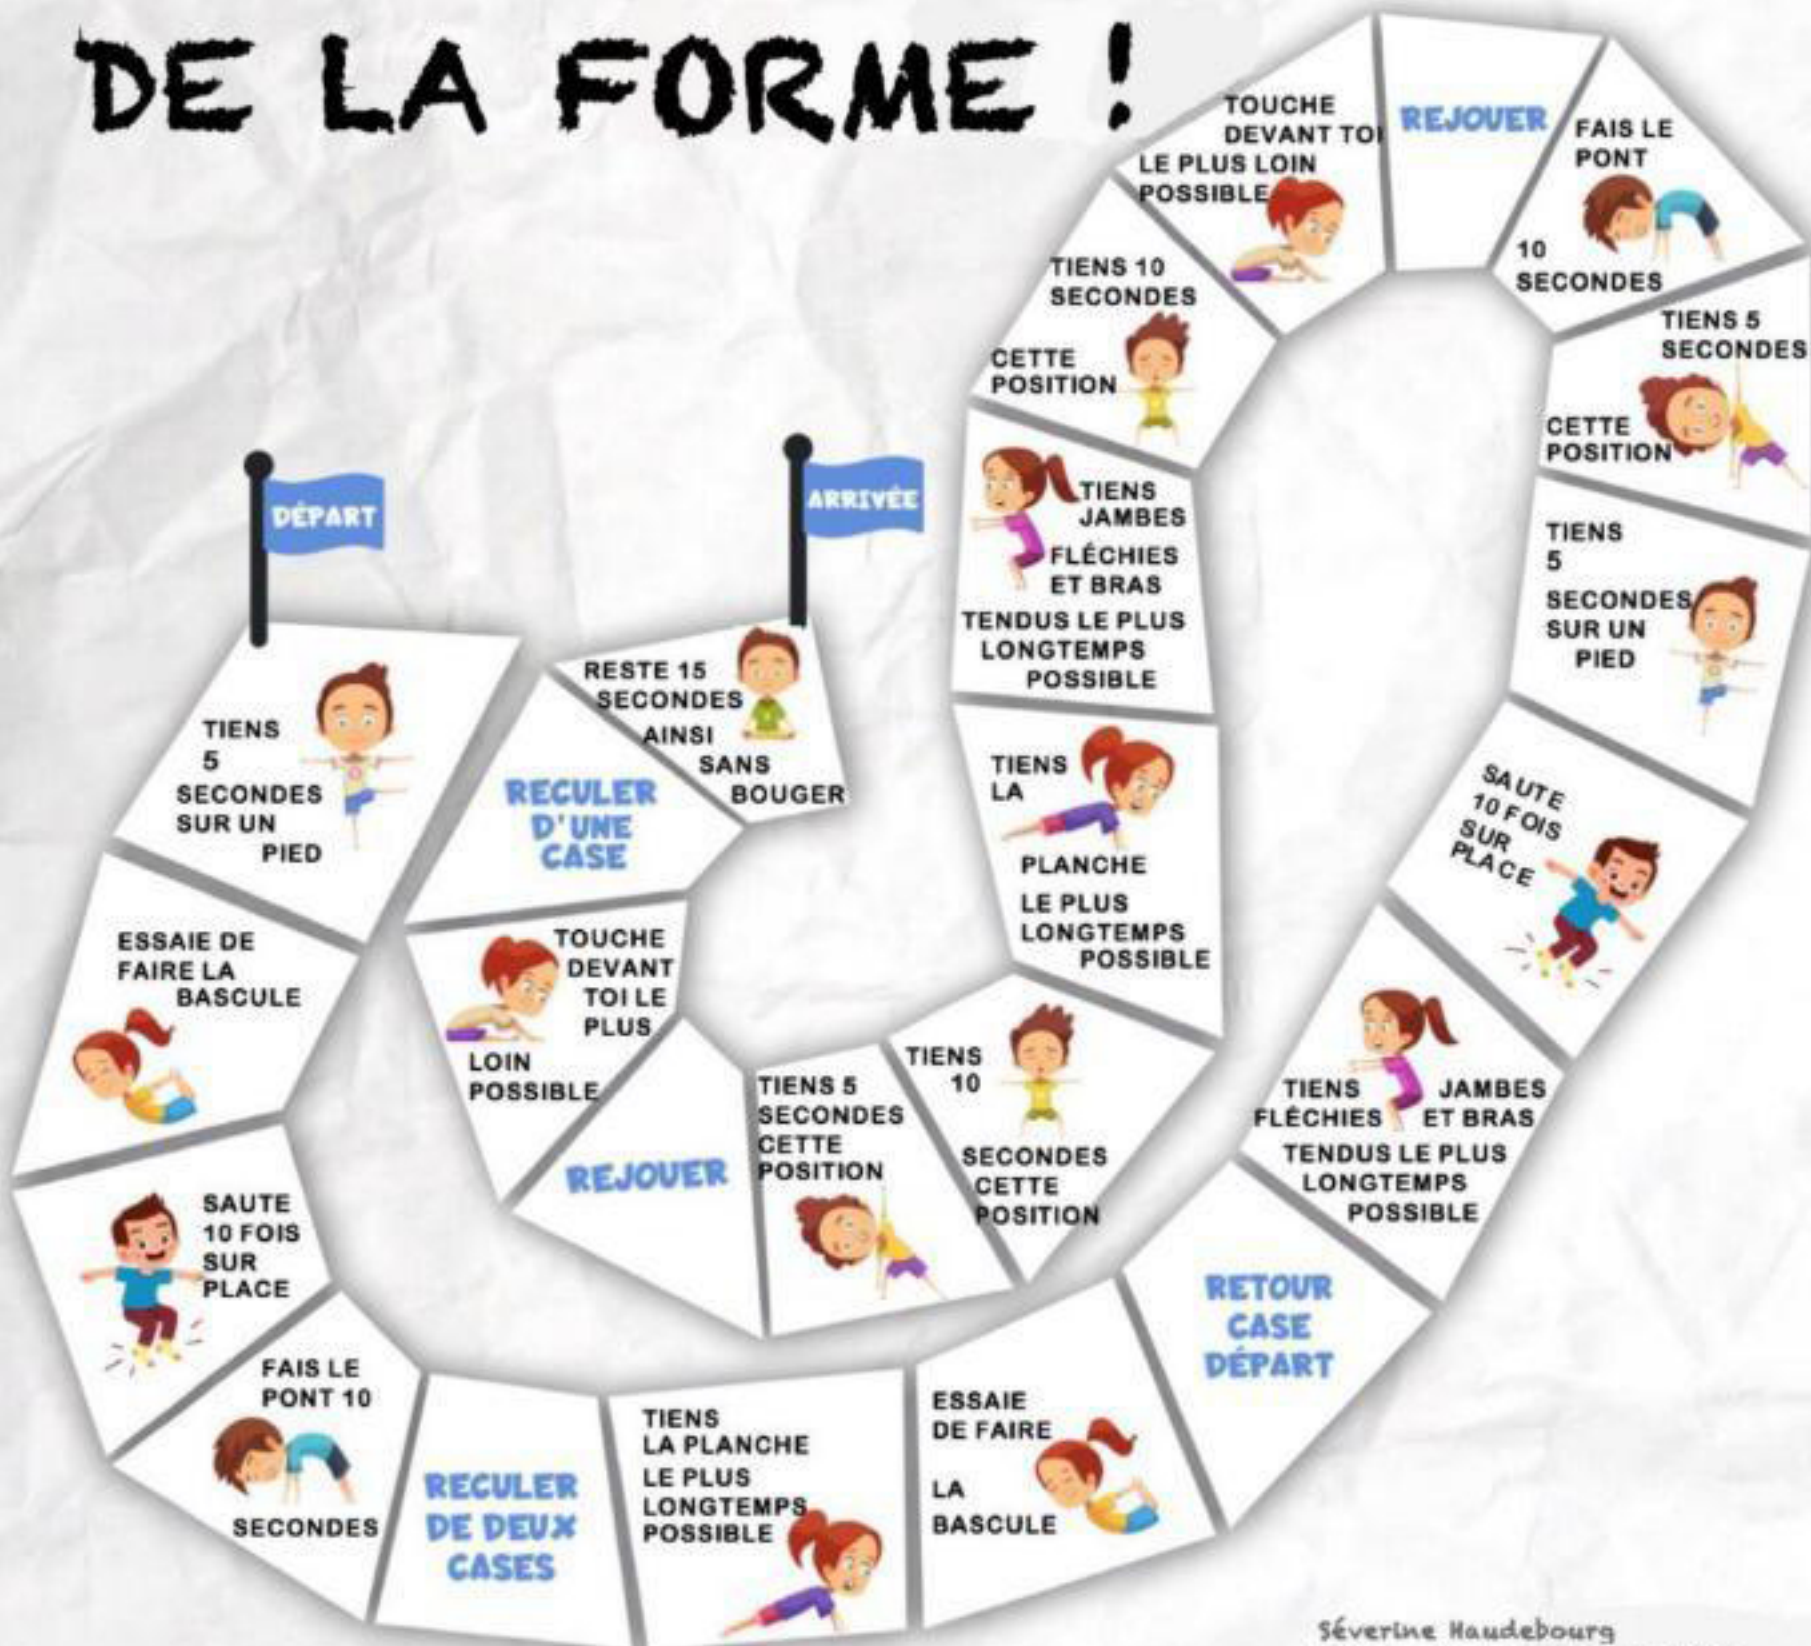 DE LA FORME !
DÉPART
TIENS
5
SECONDES
SUR UN
PIED
ESSAIE DE
FAIRE LA
BASCULE
SAUTE
10 FOIS
SUR
PLACE
FAIS LE
PONT 10
SECONDES
RECULER
DE DEUX
CASES
TIENS
LA PLANCHE
LE PLUS
LONGTEMPS
POSSIBLE
ESSAIE
DE FAIRE
LA
BASCULE
RETOUR
CASE
DÉPART
TIENS JAMBES
FLÉCHIES ET BRAS
TENDUS LE PLUS
LONGTEMPS
POSSIBLE
SAUTE
10 FOIS
SUR
PLACE
TIENS
5
SECONDES
SUR UN
PIED
TIENS 5
SECONDES
CETTE
POSITION
FAIS LE
PONT
10
SECONDES
REJOUER
TOUCHE
DEVANT TOI
LE PLUS LOIN
POSSIBLE
TIENS 10
SECONDES
CETTE
POSITION
TIENS
JAMBES
FLÉCHIES
ET BRAS
TENDUS LE PLUS
LONGTEMPS
POSSIBLE
TIENS
LA
PLANCHE
LE PLUS
LONGTEMPS
POSSIBLE
TIENS
10
SECONDES
CETTE
POSITION
TIENS 5
SECONDES
CETTE
POSITION
REJOUER
TOUCHE
DEVANT
TOI LE
PLUS
LOIN
POSSIBLE
RECULER
D'UNE
CASE
RESTE 15
SECONDES
AINSI
SANS
BOUGER
ARRIVÉE
Séverine Haudebourg